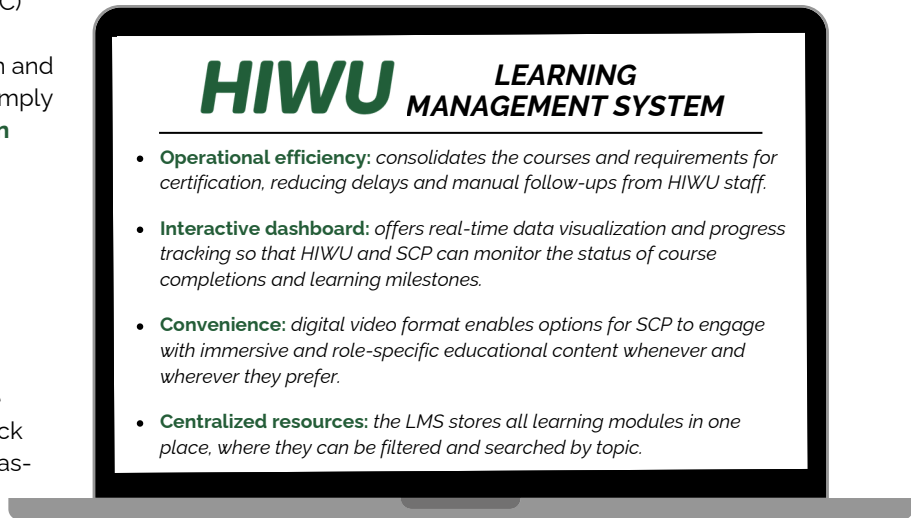 C)
and
mply
HIWU
LEARNING
MANAGEMENT SYSTEM
• Operational efficiency: consolidates the courses and requirements for
certification, reducing delays and manual follow-ups from HIWU staff.
• Interactive dashboard: offers real-time data visualization and progress
tracking so that HIWU and SCP can monitor the status of course
completions and learning milestones.
• Convenience: digital video format enables options for SCP to engage
with immersive and role-specific educational content whenever and
wherever they prefer.
• Centralized resources: the LMS stores all learning modules in one
place, where they can be filtered and searched by topic.
ck
as-